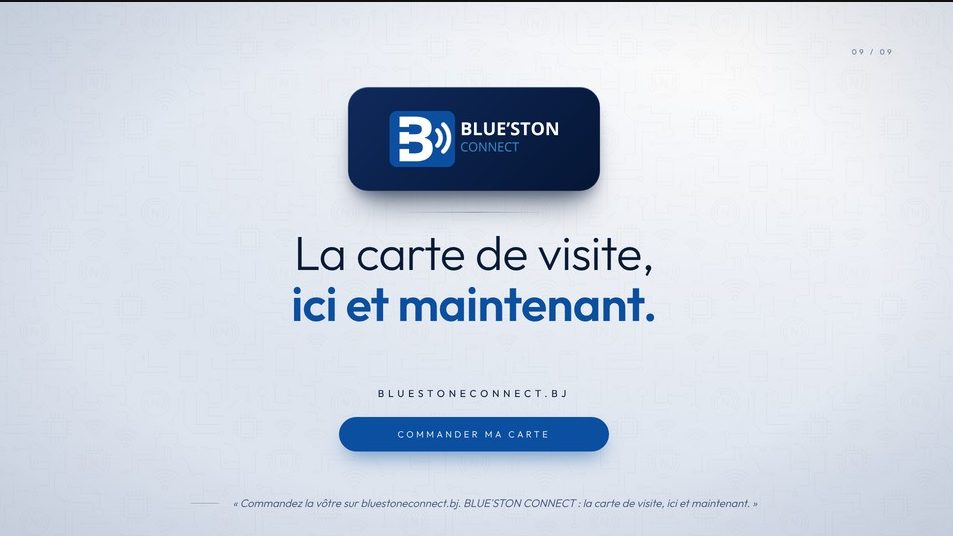 09 / 09
B
BLUE'STON
CONNECT
La carte de visite,
ici et maintenant.
BLUESTONECONNECT.BJ
COMMANDER MA CARTE
« Commandez la vôtre sur bluestoneconnect.bj. BLUE'STON CONNECT : la carte de visite, ici et maintenant. »